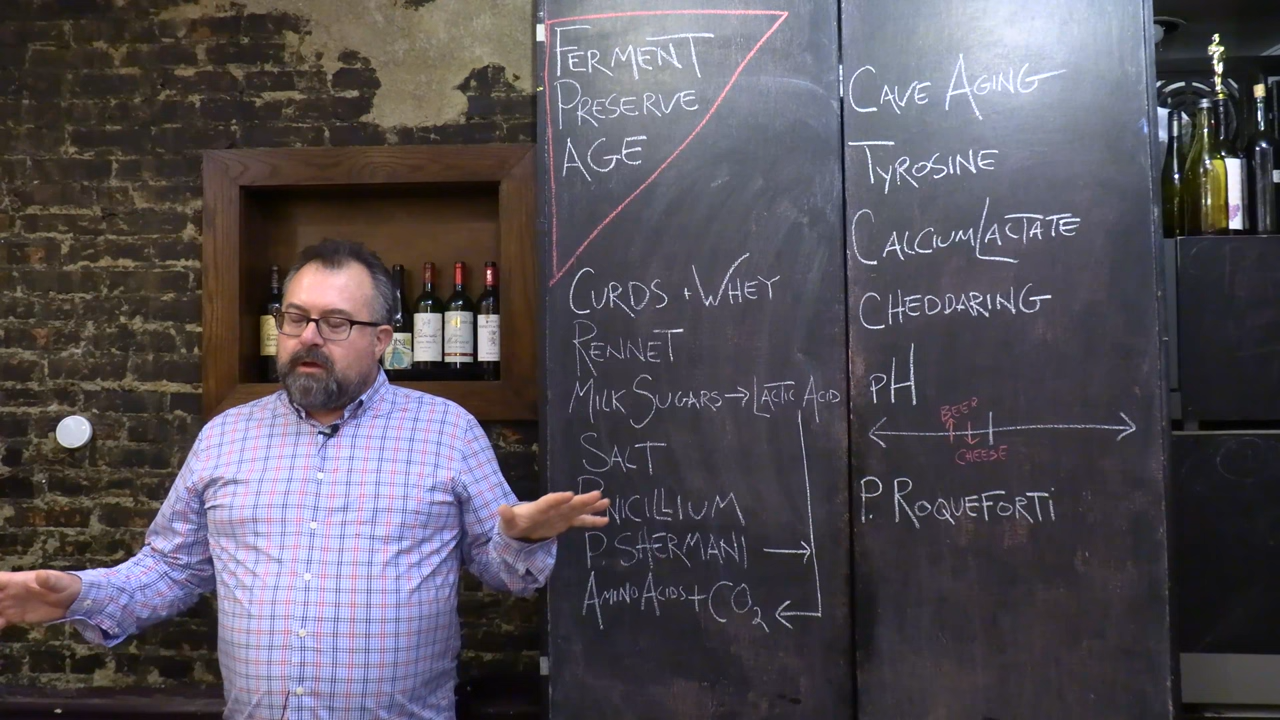 FERMENT
PRESERVE
AGE
CURDS + WHEY
RENNET
MILK SUGARS → LACTIC ACID
SALT
P. SHERMANI →
AMINO ACIDS + CO2
CAVE AGING
TYROSINE
CALCIUM LACTATE
CHEDDARING
pH
BEER
CHEESE
P. ROQUEFORTI